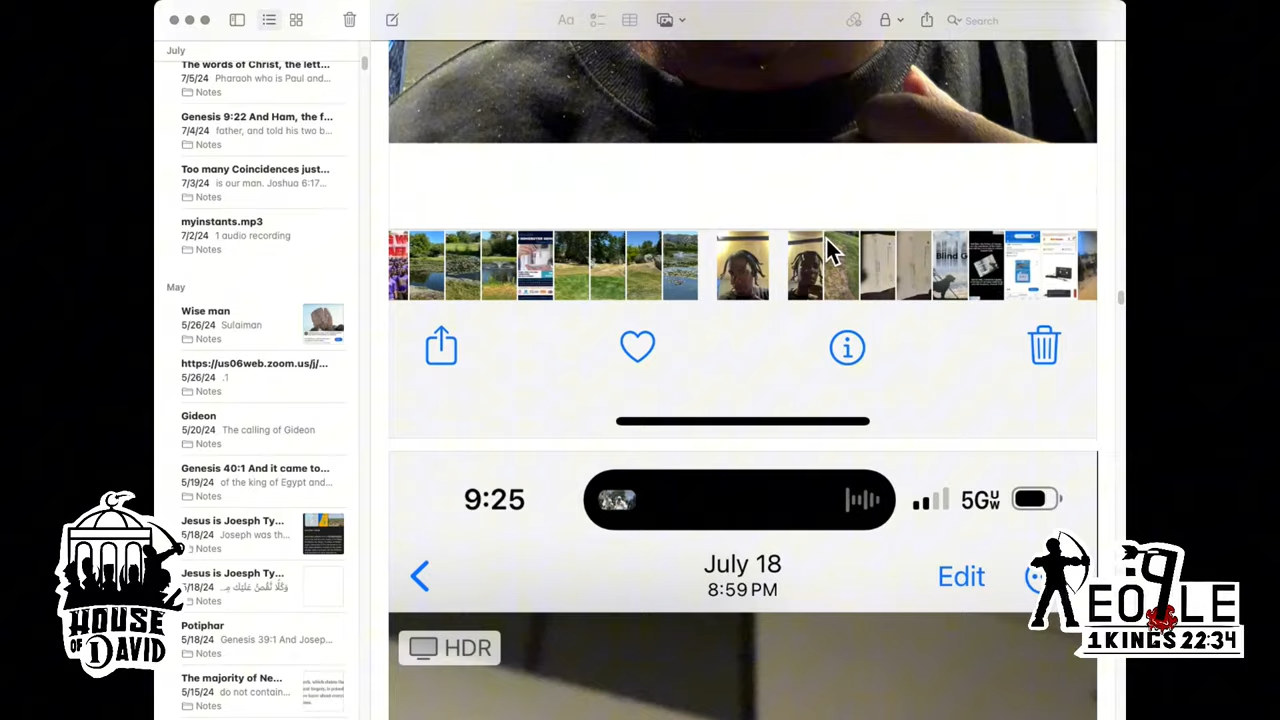 Aa
Search
July
The words of Christ, the lett...
7/5/24 Pharaoh who is Paul and...
Notes
Genesis 9:22 And Ham, the f...
7/4/24 father, and told his two b...
Notes
Too many Coincidences just...
7/3/24 is our man. Joshua 6:17...
Notes
myinstants.mp3
7/2/24 1 audio recording
Notes
May
Wise man
5/26/24 Sulaiman
Notes
https://us06web.zoom.us/j/...
5/26/24 .1
Notes
Gideon
5/20/24 The calling of Gideon
Notes
Genesis 40:1 And it came to...
5/19/24 of the king of Egypt and...
Notes
Jesus is Joesph Ty...
5/18/24 Joseph was th...
Notes
Jesus is Joesph Ty...
5/18/24
Notes
Potiphar
5/18/24 Genesis 39:1 And Josep...
Notes
The majority of Ne...
5/15/24 do not contain...
Notes
Blind
9:25
5G
July 18
8:59 PM
Edit
HDR
HOUSE
OF DAVID
1KINGS 22:34